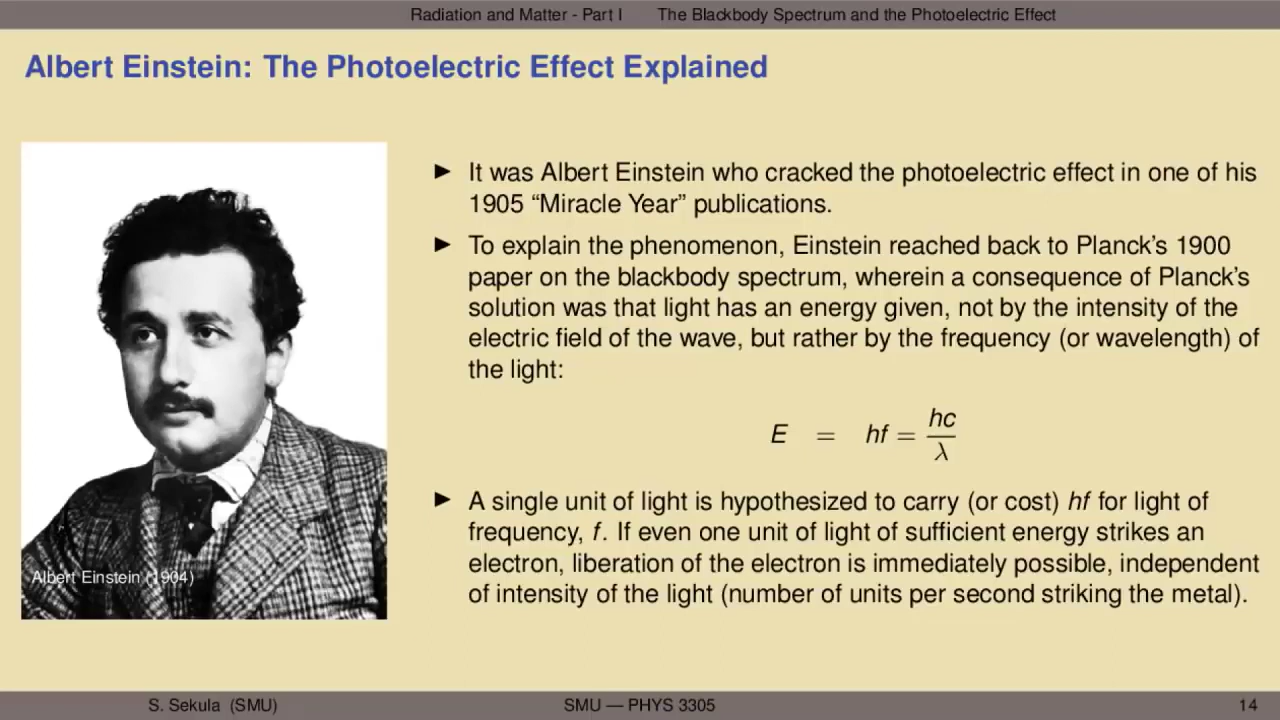 Radiation and Matter - Part I The Blackbody Spectrum and the Photoelectric Effect
Albert Einstein: The Photoelectric Effect Explained
Albert Einstein (1904)
► It was Albert Einstein who cracked the photoelectric effect in one of his
1905 “Miracle Year” publications.
► To explain the phenomenon, Einstein reached back to Planck’s 1900
paper on the blackbody spectrum, wherein a consequence of Planck’s
solution was that light has an energy given, not by the intensity of the
electric field of the wave, but rather by the frequency (or wavelength) of
the light:
E = hf = hc/λ
► A single unit of light is hypothesized to carry (or cost) hf for light of
frequency, f. If even one unit of light of sufficient energy strikes an
electron, liberation of the electron is immediately possible, independent
of intensity of the light (number of units per second striking the metal).
S. Sekula (SMU) SMU — PHYS 3305 14